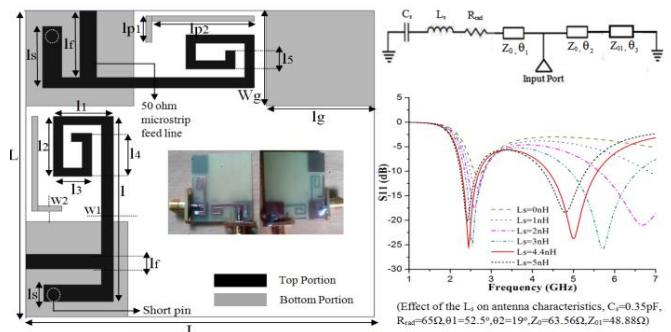 lp1
lp2
ls
lf
l5
Wg
lg
50 ohm
microstrip
feed line
L
l1
l2
l3
l4
l
w2
w1
lf
ls
Short pin
Top Portion
Bottom Portion
L
Cs
Ls
Rrad
Z0, θ1
Z0, θ2
Z01, θ3
Input Port
S11 (dB)
0
-5
-10
-15
-20
-25
-30
Ls=0nH
Ls=1nH
Ls=2nH
Ls=3nH
Ls=4.4nH
Ls=5nH
1 2 3 4 5 6 7
Frequency (GHz)
(Effect of the Ls on antenna characteristics, Cs=0.35pF,
Rrad=65Ω,θ1=52.5°,θ2=19°,Z0=63.56Ω,Z01=48.88Ω)